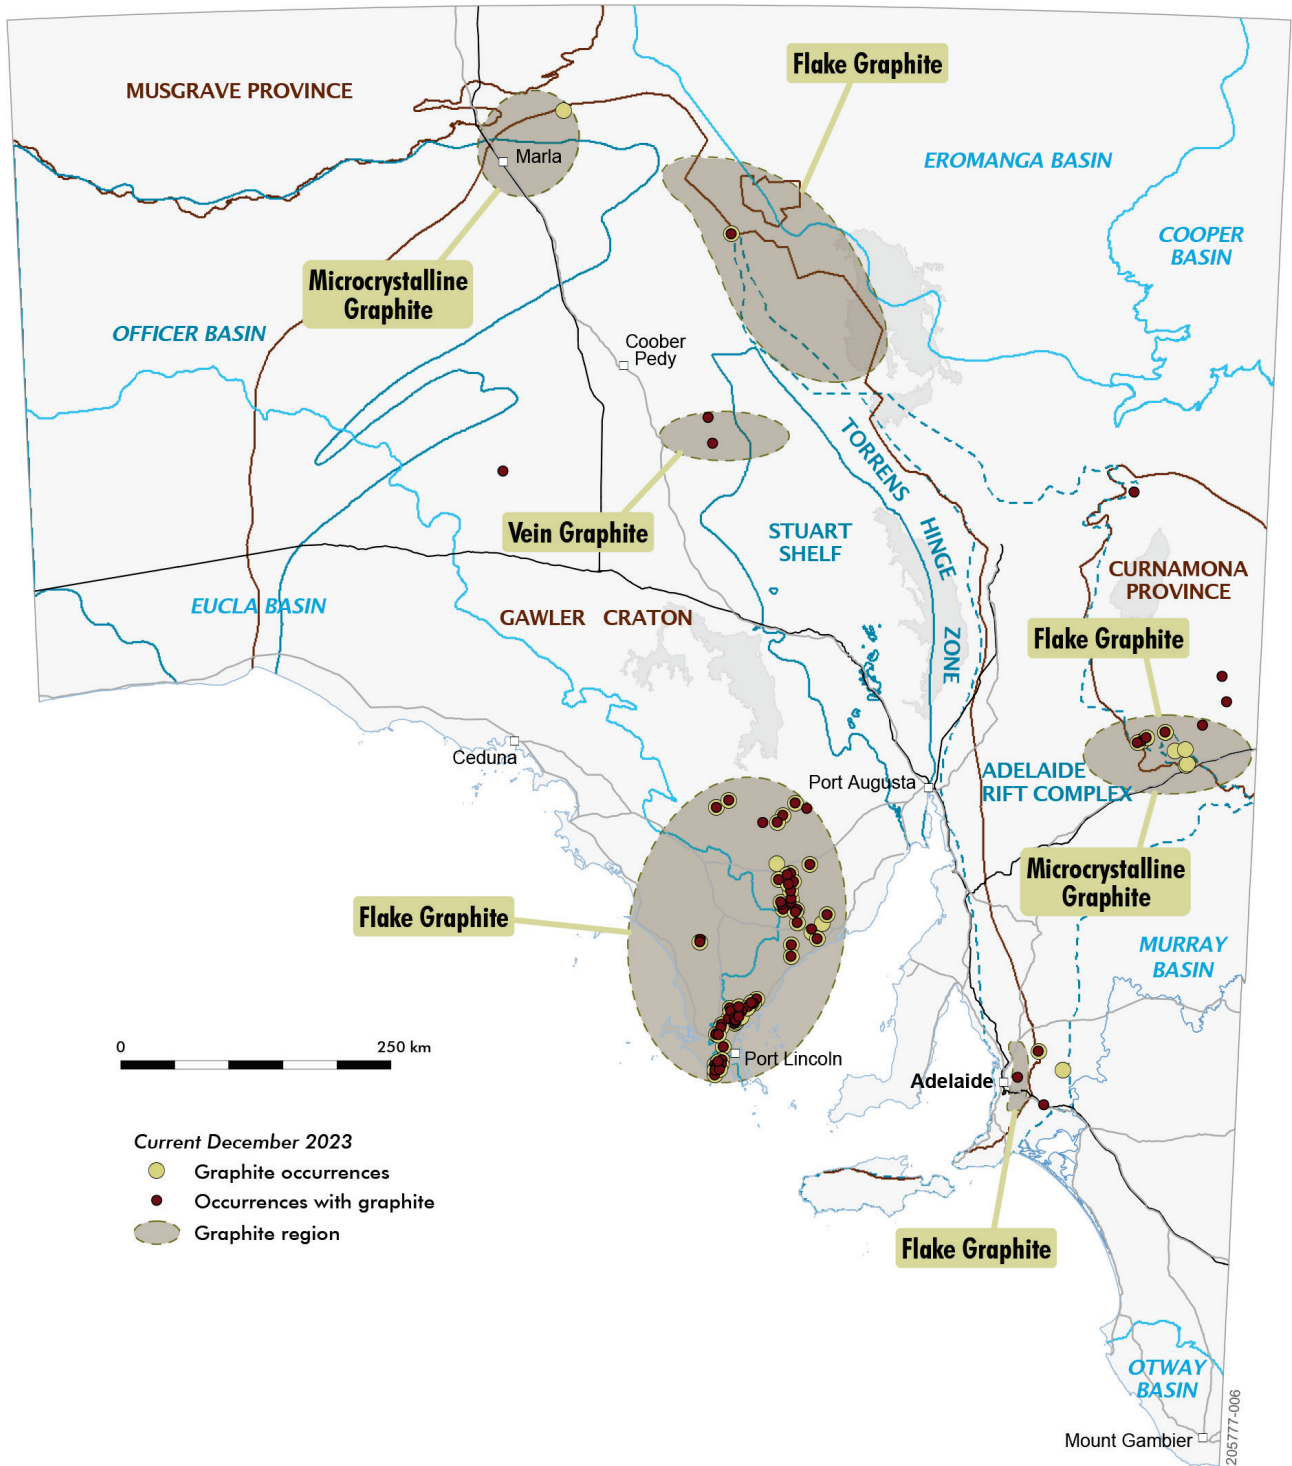 Flake Graphite
MUSGRAVE PROVINCE
Marla
EROMANGA BASIN
COOPER
BASIN
Microcrystalline
Graphite
OFFICER BASIN
Coober
Pedy
TORRENS
HINGE
ZONE
Vein Graphite
STUART
SHELF
CURNAMONA
PROVINCE
EUCLA BASIN
GAWLER CRATON
Flake Graphite
Ceduna
Port Augusta
ADELAIDE
RIFT COMPLEX
Microcrystalline
Graphite
Flake Graphite
MURRAY
BASIN
0 250 km
Port Lincoln
Adelaide
Current December 2023
Graphite occurrences
Occurrences with graphite
Graphite region
Flake Graphite
OTWAY
BASIN
Mount Gambier
205777-006